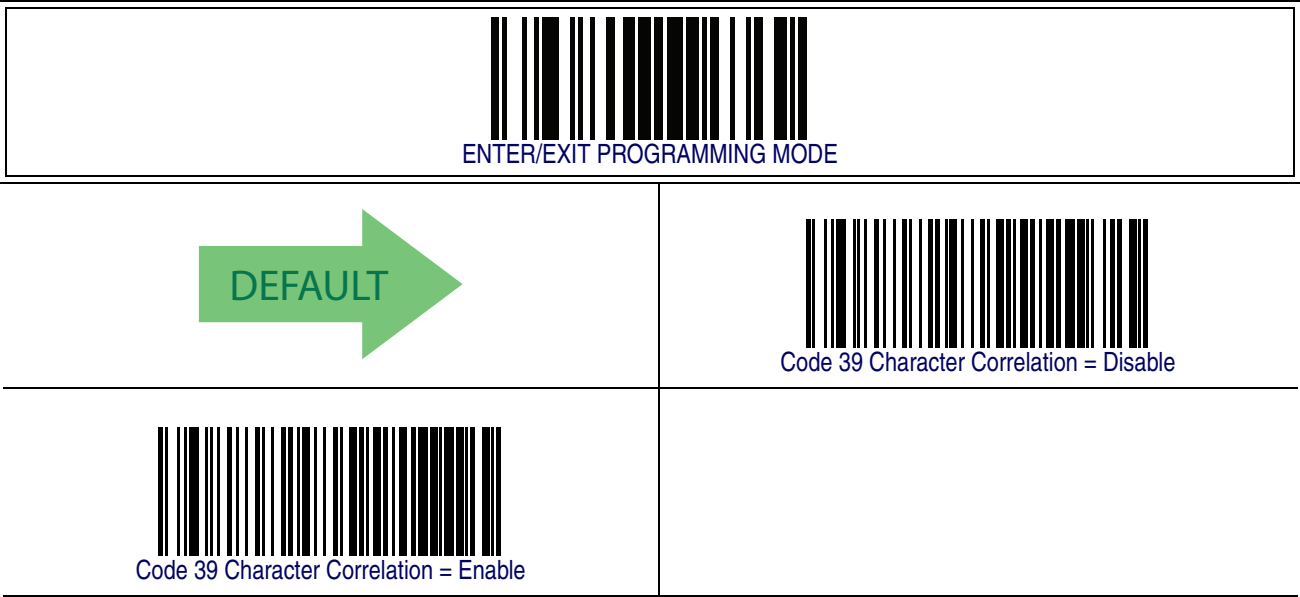 ENTER/EXIT PROGRAMMING MODE
DEFAULT
Code 39 Character Correlation = Disable
Code 39 Character Correlation = Enable